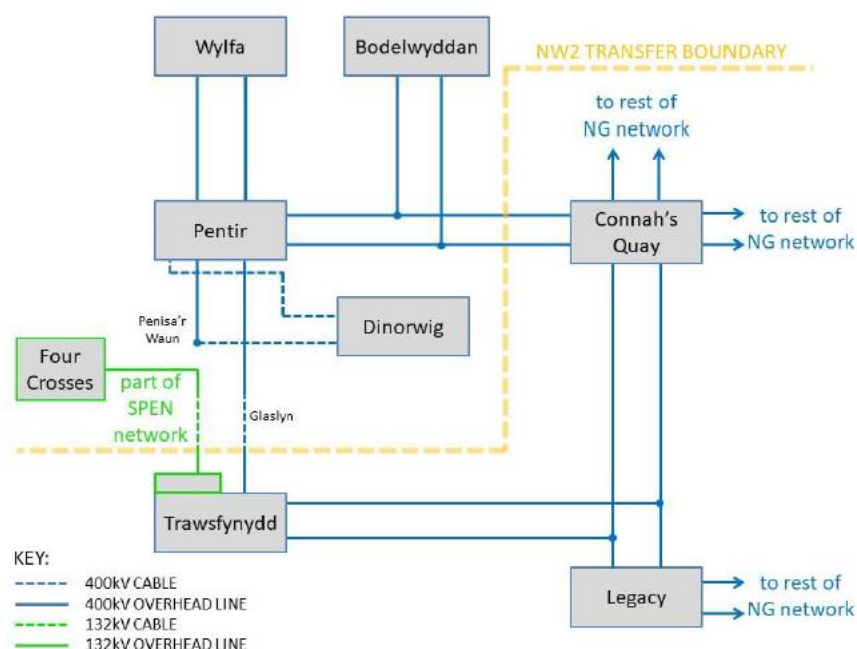 Wylfa
Bodelwyddan
NW2 TRANSFER BOUNDARY
to rest of
NG network
Pentir
Connah's
Quay
to rest of
NG network
Penisa'r
Waun
Dinorwig
Four
Crosses
part of
SPEN
network
Glaslyn
Trawsfynydd
KEY:
400kV CABLE
400kV OVERHEAD LINE
132kV CABLE
132kV OVERHEAD LINE
Legacy
to rest of
NG network